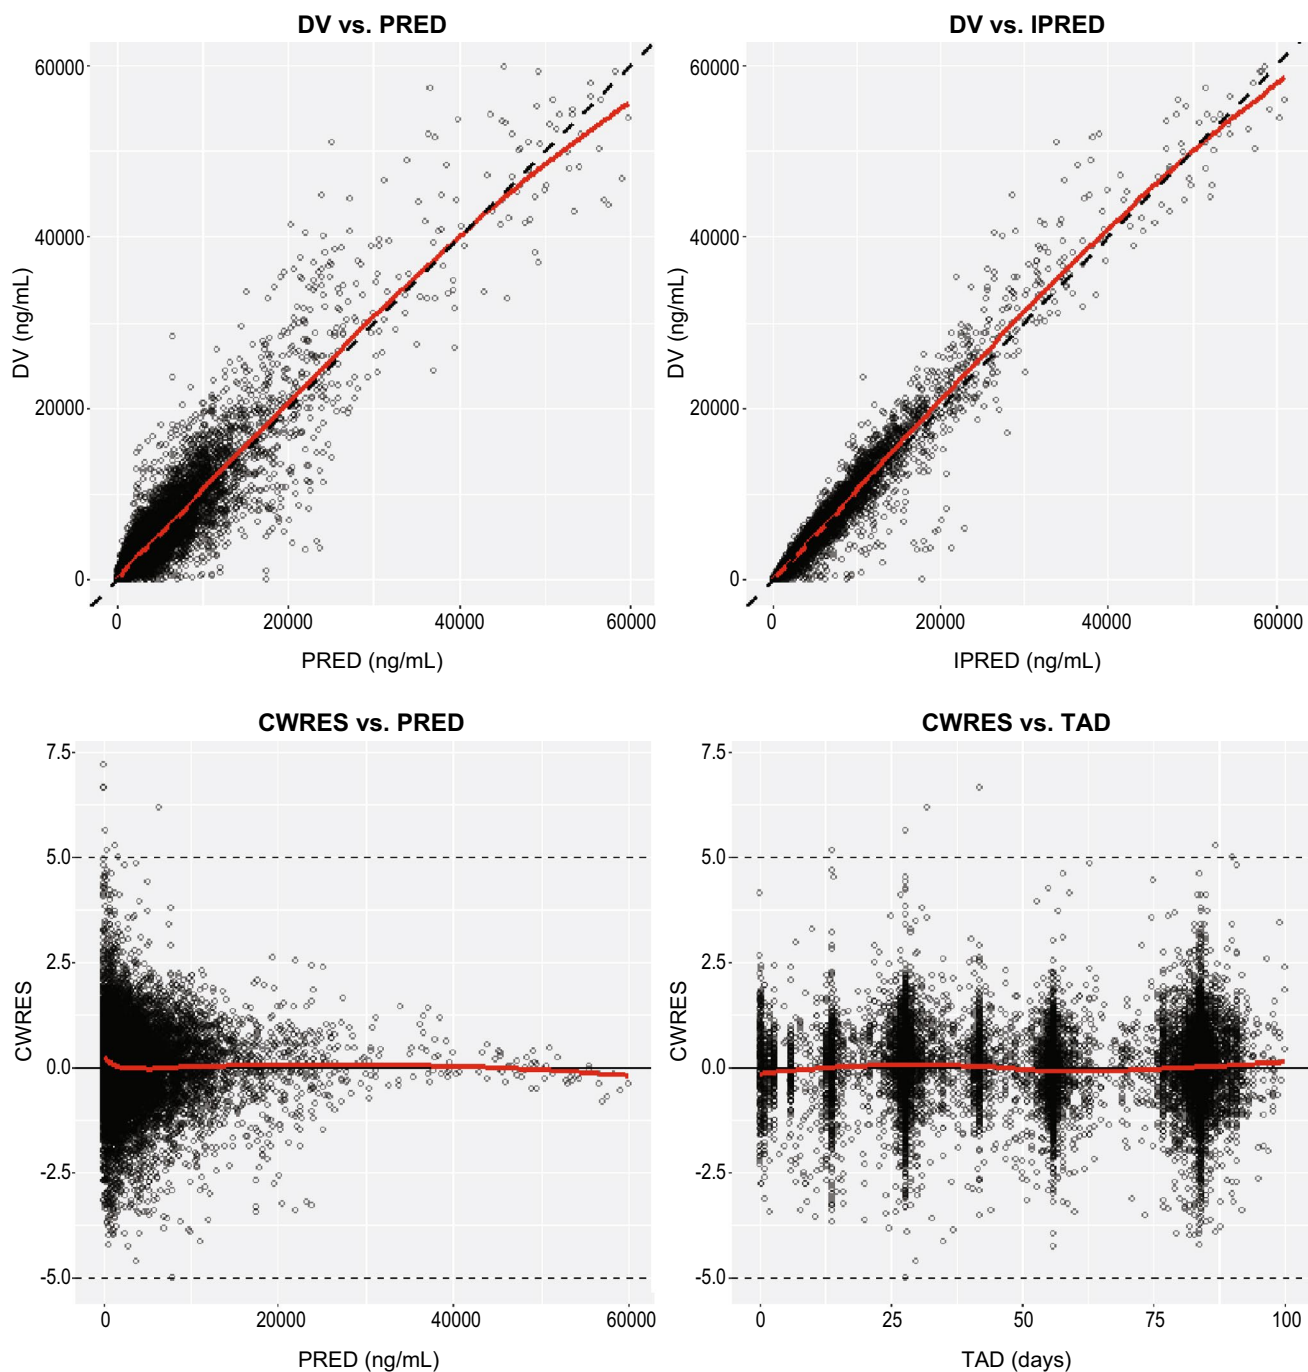 DV vs. PRED
60000
40000
20000
0
DV (ng/mL)
0 20000 40000 60000
PRED (ng/mL)
DV vs. IPRED
60000
40000
20000
0
DV (ng/mL)
0 20000 40000 60000
IPRED (ng/mL)
CWRES vs. PRED
7.5
5.0
2.5
0.0
-2.5
-5.0
CWRES
0 20000 40000 60000
PRED (ng/mL)
CWRES vs. TAD
7.5
5.0
2.5
0.0
-2.5
-5.0
CWRES
0 25 50 75 100
TAD (days)